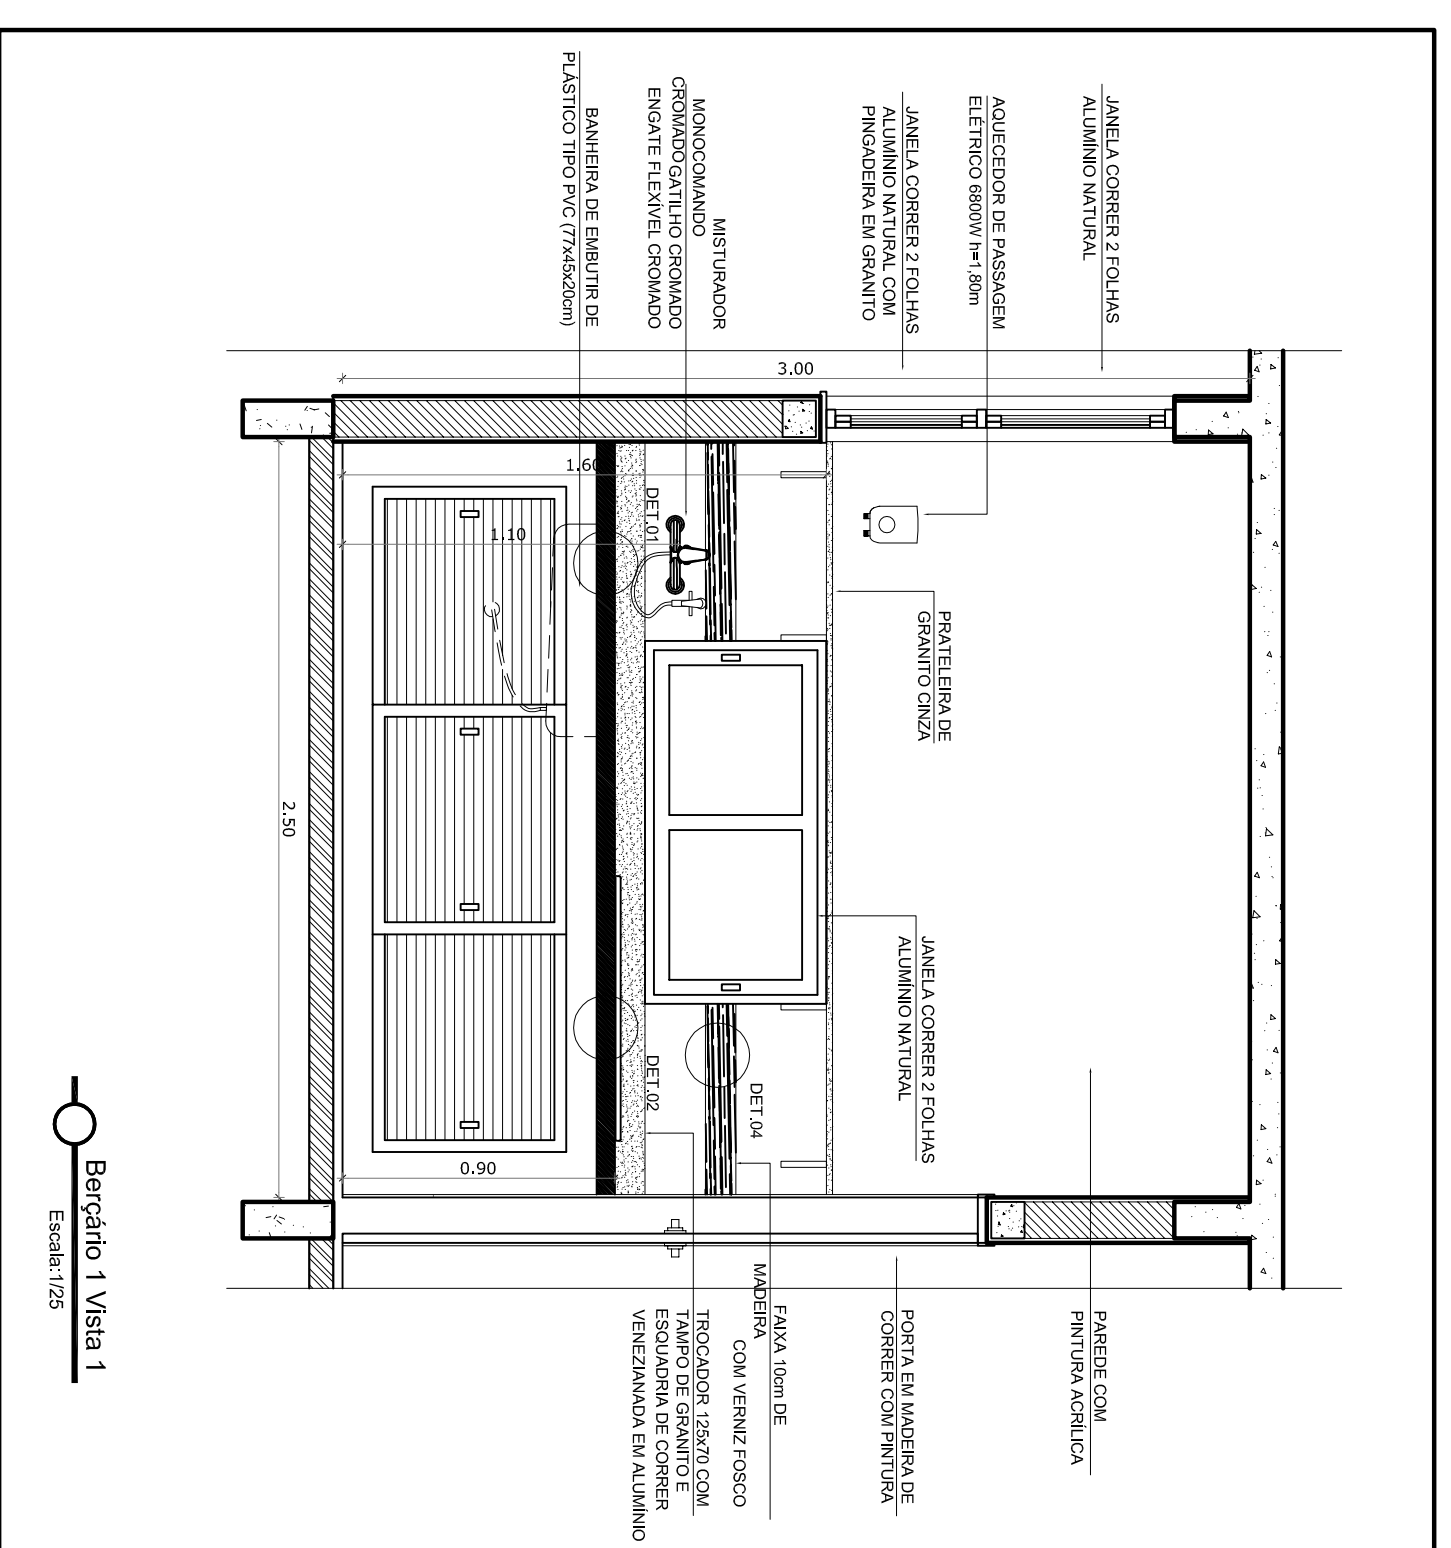 JANELA CORRER 2 FOLHAS
ALUMÍNIO NATURAL
AQUECEDOR DE PASSAGEM
ELÉTRICO 6800W h=1,80m
JANELA CORRER 2 FOLHAS
ALUMÍNIO NATURAL COM
PINGADEIRA EM GRANITO
MISTURADOR
MONOCOMANDO
CROMADO GATILHO CROMADO
ENGATE FLEXÍVEL CROMADO
BANHEIRA DE EMBUTIR DE
PLÁSTICO TIPO PVC (77x45x20cm)
3.00
1.60
1.10
DET.01
PRATELEIRA DE
GRANITO CINZA
2.50
JANELA CORRER 2 FOLHAS
ALUMÍNIO NATURAL
DET.04
DET.02
0.90
PAREDE COM
PINTURA ACRÍLICA
PORTA EM MADEIRA DE
CORRER COM PINTURA
FAIXA 10cm DE
MADEIRA
COM VERNIZ FOSCO
TROCADOR 125x70 COM
TAMPO DE GRANITO E
ESQUADRIA DE CORRER
VENEZIANADA EM ALUMÍNIO
Berçário 1 Vista 1
Escala:1/25